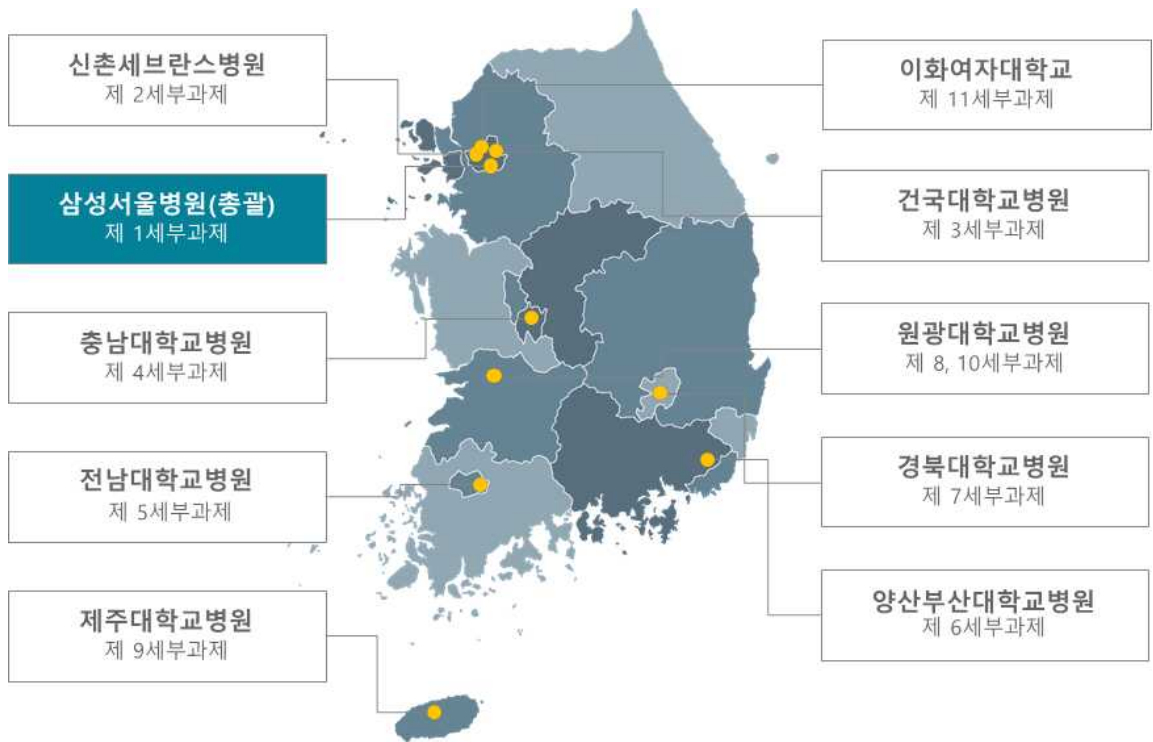 신촌세브란스병원
제 2세부과제
삼성서울병원(총괄)
제 1세부과제
충남대학교병원
제 4세부과제
전남대학교병원
제 5세부과제
제주대학교병원
제 9세부과제
이화여자대학교
제 11세부과제
건국대학교병원
제 3세부과제
원광대학교병원
제 8, 10세부과제
경북대학교병원
제 7세부과제
양산부산대학교병원
제 6세부과제